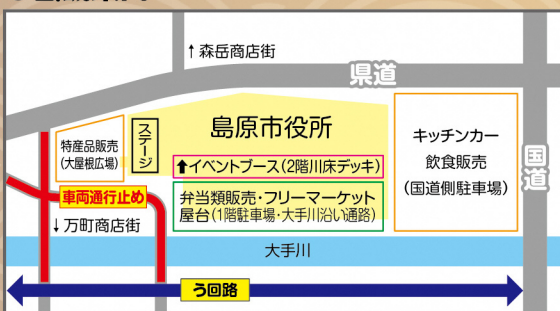 ↑森岳商店街
県道
特産品販売
(大屋根広場)
ステージ
島原市役所
⬆イベントブース(2階川床デッキ)
弁当類販売・フリーマーケット
屋台(1階駐車場・大手川沿い通路)
キッチンカー
飲食販売
(国道側駐車場)
国道
車両通行止め
↓万町商店街
大手川
う回路